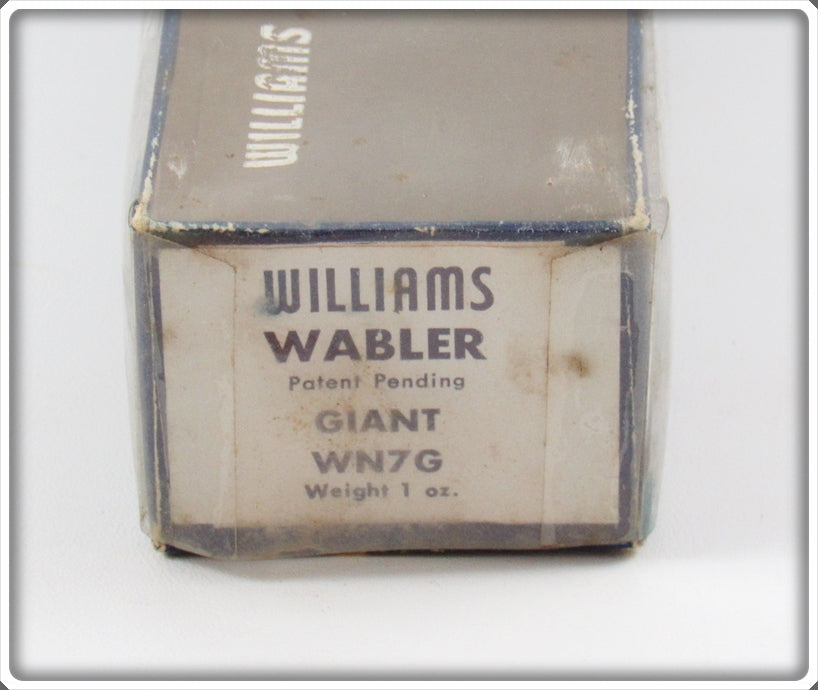 WILLIAMS
WILLIAMS
WABLER
Patent Pending
GIANT
WN7G
Weight 1 oz.